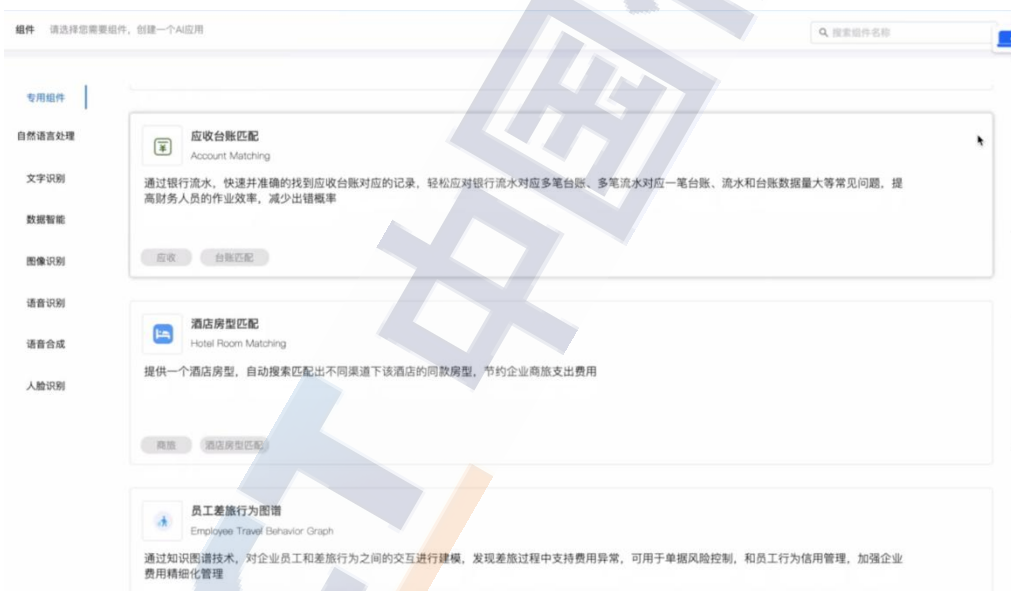 组件 请选择您需要组件，创建一个AI应用
搜索组件名称
专用组件
自然语言处理
文字识别
数据智能
图像识别
语音识别
语音合成
人脸识别
应收台账匹配
Account Matching
通过银行流水，快速并准确的找到应收台账对应的记录，轻松应对银行流水对应多笔台账、多笔流水对应一笔台账、流水和台账数据量大等常见问题，提
高财务人员的作业效率，减少出错概率
应收 台账匹配
酒店房型匹配
Hotel Room Matching
提供一个酒店房型，自动搜索匹配出不同渠道下该酒店的同款房型，节约企业商旅支出费用
商旅 酒店房型匹配
员工差旅行为图谱
Employee Travel Behavior Graph
通过知识图谱技术，对企业员工和差旅行为之间的交互进行建模，发现差旅过程中支持费用异常，可用于单据风险控制，和员工行为信用管理，加强企业
费用精细化管理
中国